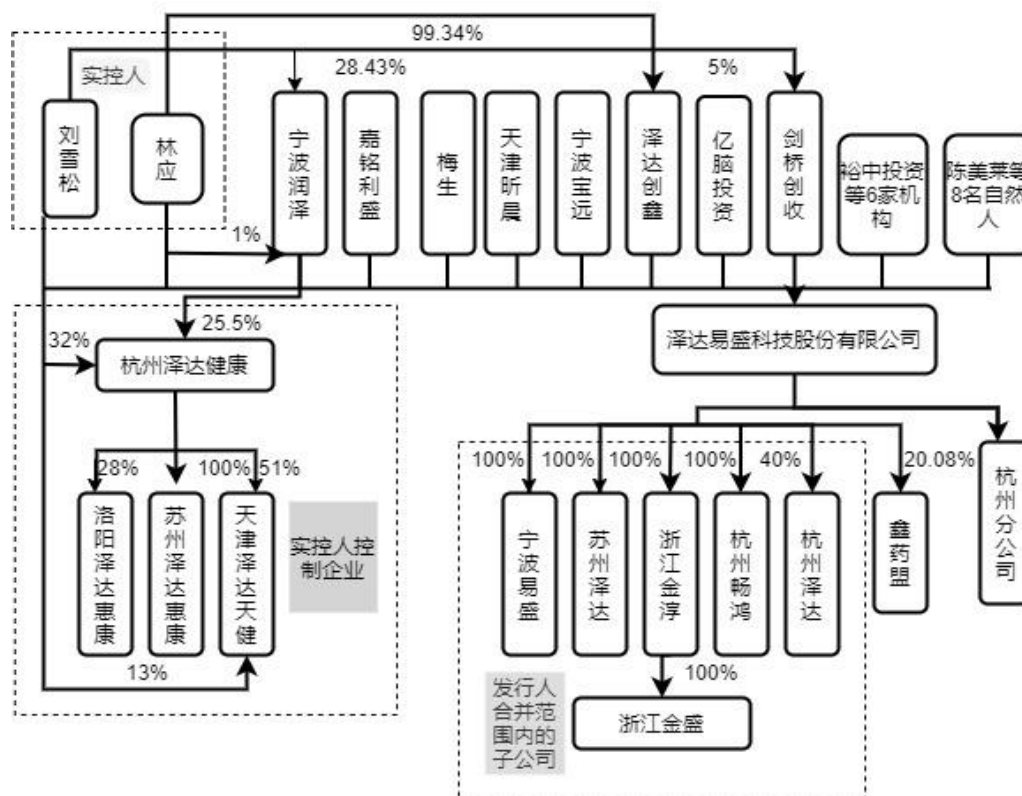 99.34%
28.43%
5%
实控人
刘雪松
林应
宁波润泽
嘉铭利盛
梅生
天津昕晨
宁波宝远
泽达创鑫
亿脑投资
剑桥创收
裕中投资
等6家机
构
陈美莱等
8名自然
人
1%
25.5%
32%
杭州泽达健康
泽达易盛科技股份有限公司
28%
100%
51%
洛阳泽达惠康
苏州泽达惠康
天津泽达天健
实控人控
制企业
13%
100%
100%
100%
100%
40%
20.08%
宁波易盛
苏州泽达
浙江金淳
杭州畅鸿
杭州泽达
鑫药盟
杭州分公司
100%
发行人
合并范
围内的
子公司
浙江金盛